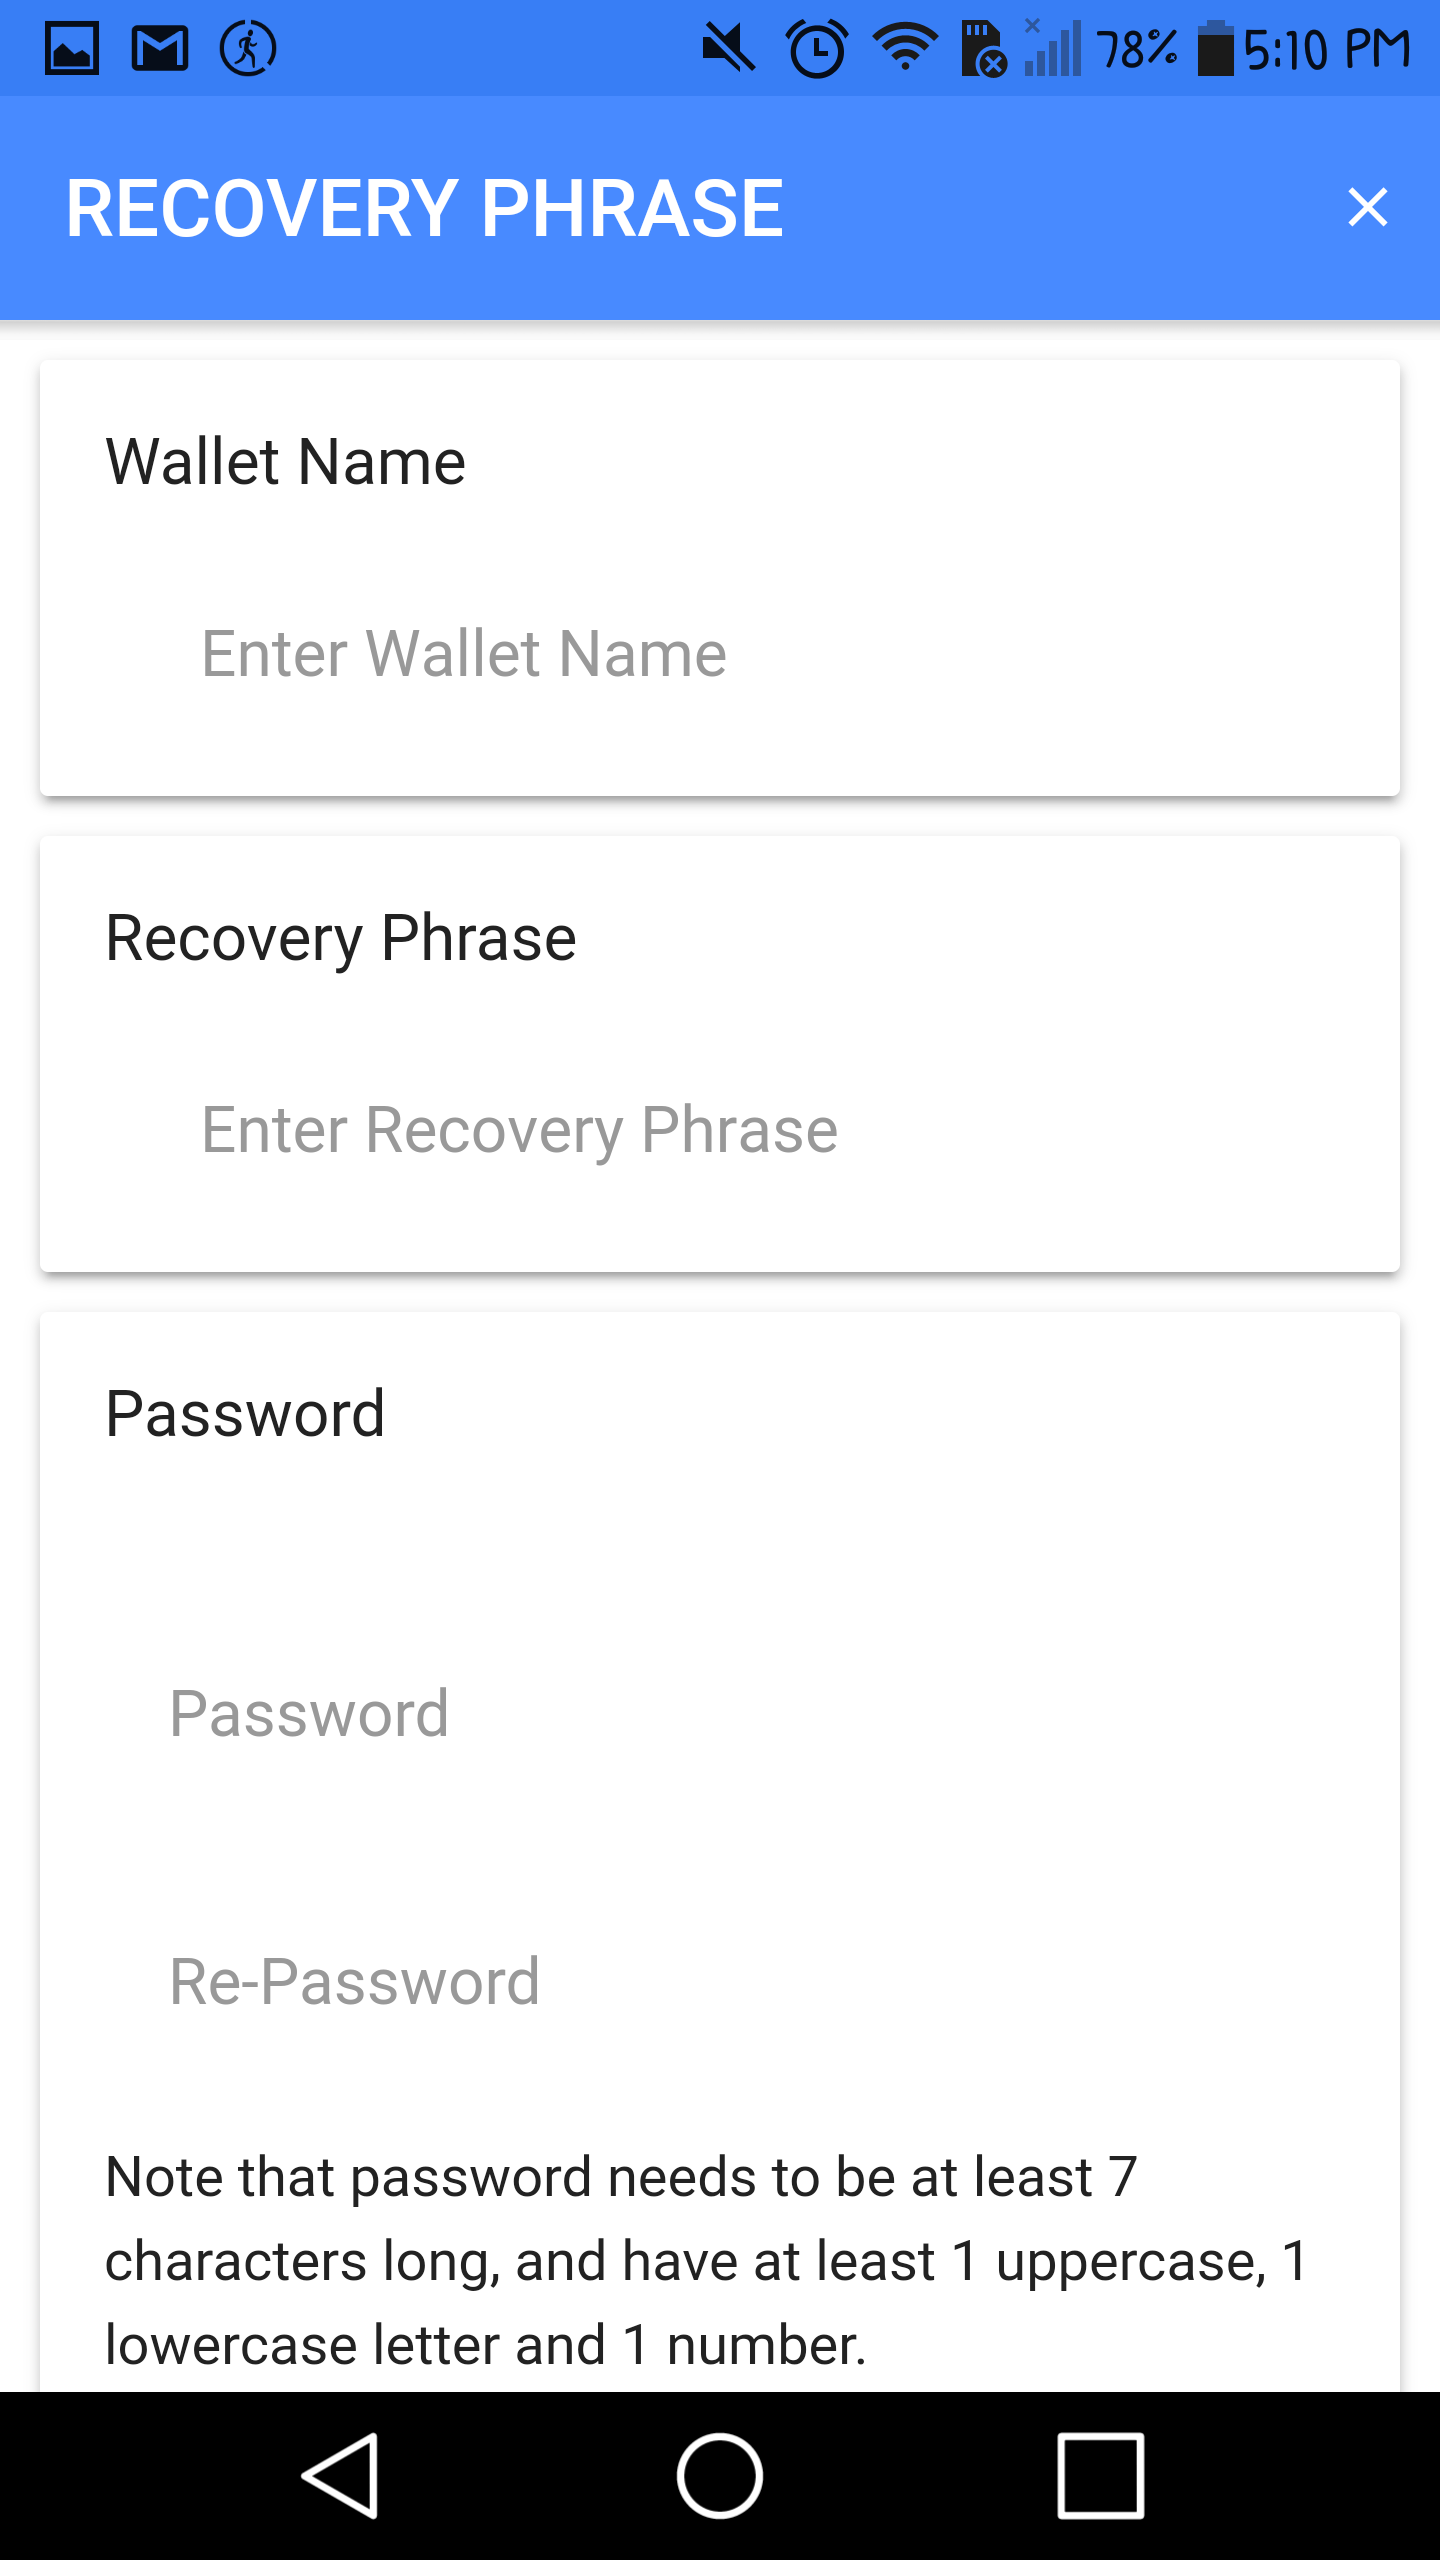 78% 5:10 PM
RECOVERY PHRASE
Wallet Name
Enter Wallet Name
Recovery Phrase
Enter Recovery Phrase
Password
Password
Re-Password
Note that password needs to be at least 7
characters long, and have at least 1 uppercase, 1
lowercase letter and 1 number.